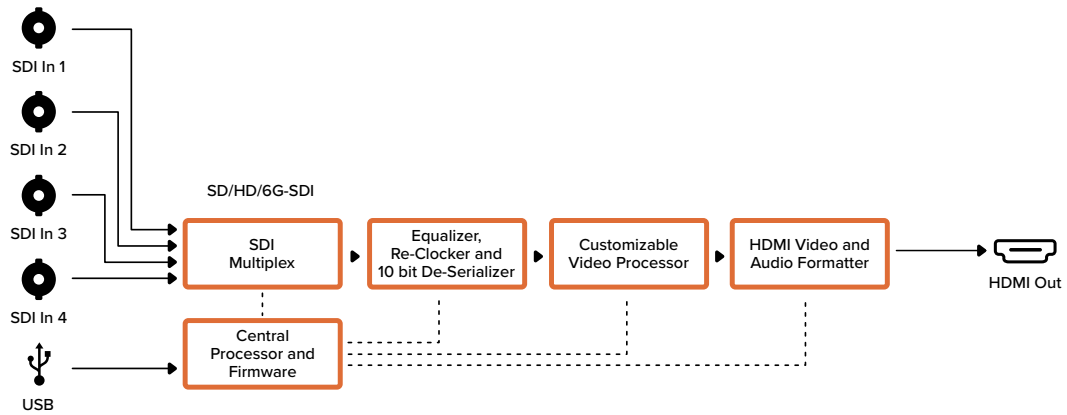 SDI In 1
SDI In 2
SDI In 3
SDI In 4
USB
SD/HD/6G-SDI
SDI
Multiplex
Equalizer,
Re-Clocker and
10 bit De-Serializer
Customizable
Video Processor
HDMI Video and
Audio Formatter
HDMI Out
Central
Processor and
Firmware